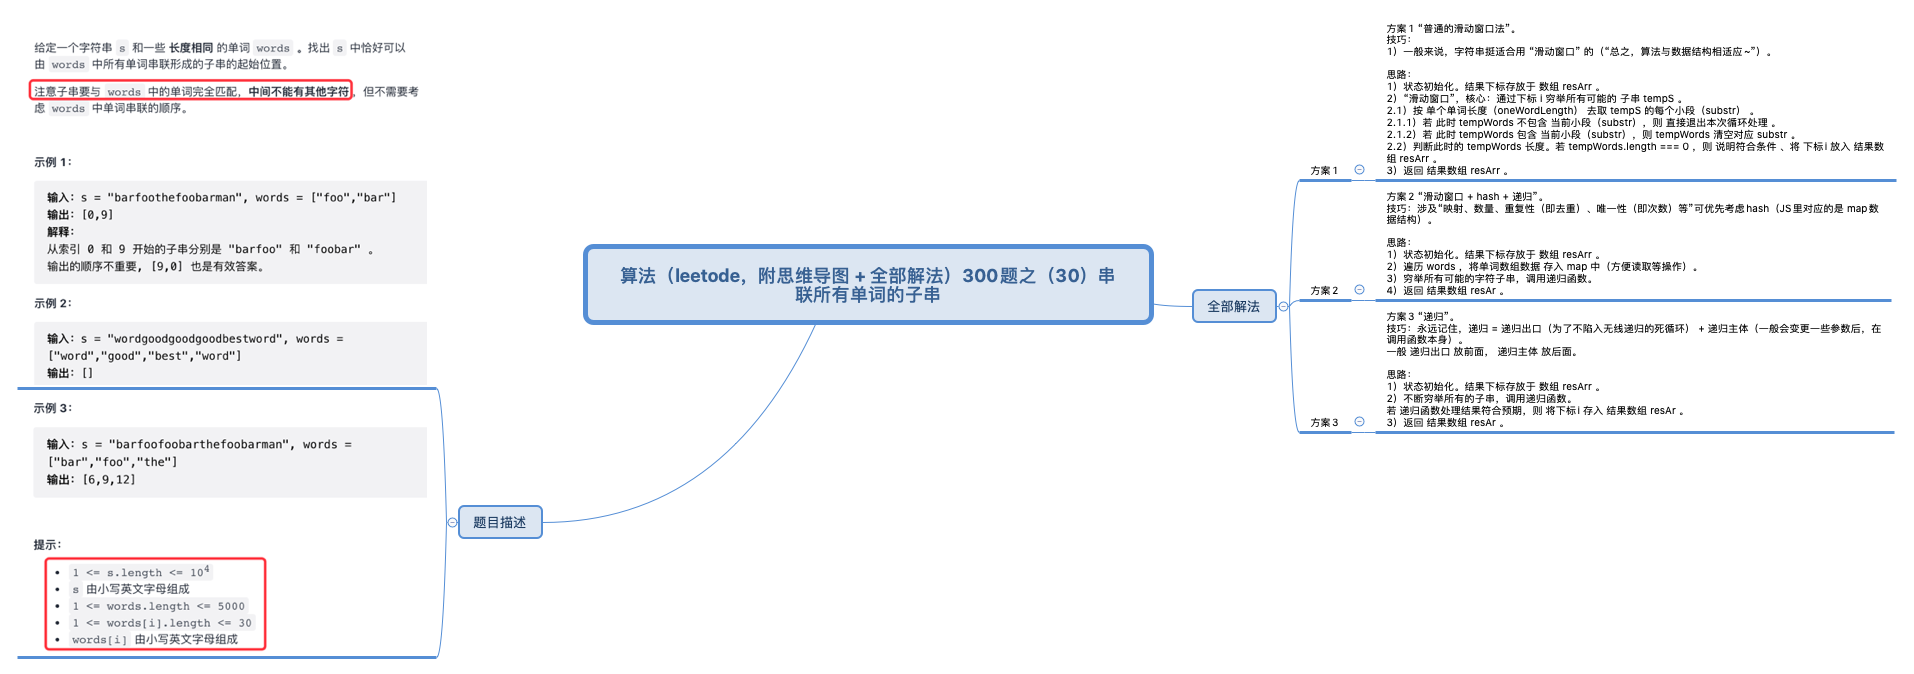 给定一个字符串 s 和一些 长度相同 的单词 words 。找出 s 中恰好可以
由 words 中所有单词串联形成的子串的起始位置。
注意子串要与 words 中的单词完全匹配，中间不能有其他字符，但不需要考
虑 words 中单词串联的顺序。
示例 1：
输入：s = "barfoothefoobarman", words = ["foo","bar"]
输出：[0,9]
解释：
从索引 0 和 9 开始的子串分别是 "barfoo" 和 "foobar" 。
输出的顺序不重要, [9,0] 也是有效答案。
示例 2：
输入：s = "wordgoodgoodgoodbestword", words =
["word","good","best","word"]
输出：[]
示例 3：
输入：s = "barfoofoobarthefoobarman", words =
["bar","foo","the"]
输出：[6,9,12]
提示：
• 1 <= s.length <= 10⁴
• s 由小写英文字母组成
• 1 <= words.length <= 5000
• 1 <= words[i].length <= 30
• words[i] 由小写英文字母组成
题目描述
算法（leetode，附思维导图 + 全部解法）300题之（30）串
联所有单词的子串
全部解法
方案 1
方案 1 “普通的滑动窗口法”。
技巧：
1）一般来说，字符串挺适合用 “滑动窗口” 的（“总之，算法与数据结构相适应~”）。
思路：
1）状态初始化。结果下标存放于 数组 resArr 。
2）“滑动窗口”，核心：通过下标 i 穷举所有可能的 子串 tempS 。
2.1）按 单个单词长度（oneWordLength） 去取 tempS 的每个小段（substr） 。
2.1.1）若 此时 tempWords 不包含 当前小段（substr），则 直接退出本次循环处理 。
2.1.2）若 此时 tempWords 包含 当前小段（substr），则 tempWords 清空对应 substr 。
2.2）判断此时的 tempWords 长度。若 tempWords.length === 0 ，则 说明符合条件 、将 下标 i 放入 结果数
组 resArr 。
3）返回 结果数组 resArr 。
方案 2
方案 2 “滑动窗口 + hash + 递归”。
技巧：涉及“映射、数量、重复性（即去重）、唯一性（即次数）等”可优先考虑 hash（JS 里对应的是 map 数
据结构）。
思路：
1）状态初始化。结果下标存放于 数组 resArr 。
2）遍历 words ，将单词数组数据 存入 map 中（方便读取等操作）。
3）穷举所有可能的字符子串，调用递归函数。
4）返回 结果数组 resAr 。
方案 3
方案 3 “递归”。
技巧：永远记住，递归 = 递归出口（为了不陷入无线递归的死循环） + 递归主体（一般会变更一些参数后，在
调用函数本身）。
一般 递归出口 放前面， 递归主体 放后面。
思路：
1）状态初始化。结果下标存放于 数组 resArr 。
2）不断穷举所有的子串，调用递归函数。
若 递归函数处理结果符合预期，则 将下标 i 存入 结果数组 resAr 。
3）返回 结果数组 resAr 。